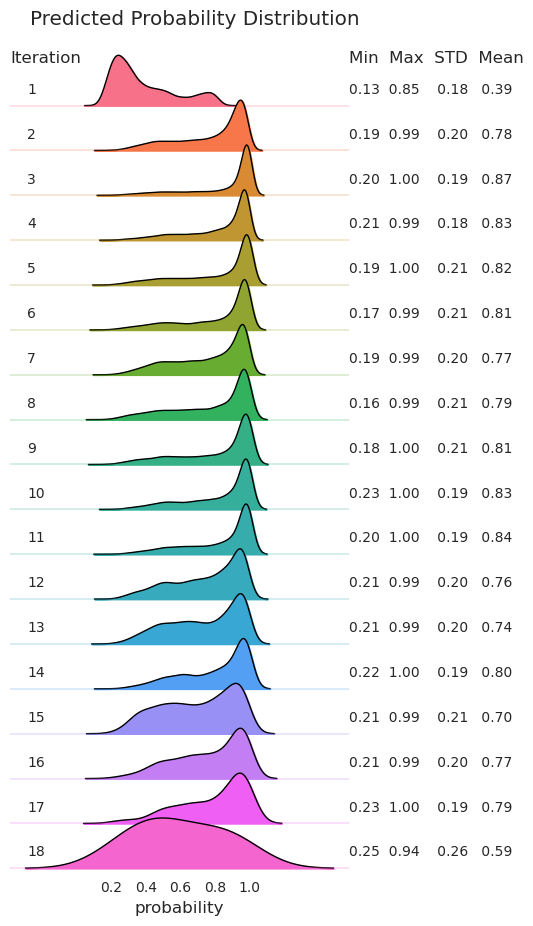 Predicted Probability Distribution
Iteration Min Max STD Mean
1 0.13 0.85 0.18 0.39
2 0.19 0.99 0.20 0.78
3 0.20 1.00 0.19 0.87
4 0.21 0.99 0.18 0.83
5 0.19 1.00 0.21 0.82
6 0.17 0.99 0.21 0.81
7 0.19 0.99 0.20 0.77
8 0.16 0.99 0.21 0.79
9 0.18 1.00 0.21 0.81
10 0.23 1.00 0.19 0.83
11 0.20 1.00 0.19 0.84
12 0.21 0.99 0.20 0.76
13 0.21 0.99 0.20 0.74
14 0.22 1.00 0.19 0.80
15 0.21 0.99 0.21 0.70
16 0.21 0.99 0.20 0.77
17 0.23 1.00 0.19 0.79
18 0.25 0.94 0.26 0.59
0.2 0.4 0.6 0.8 1.0
probability